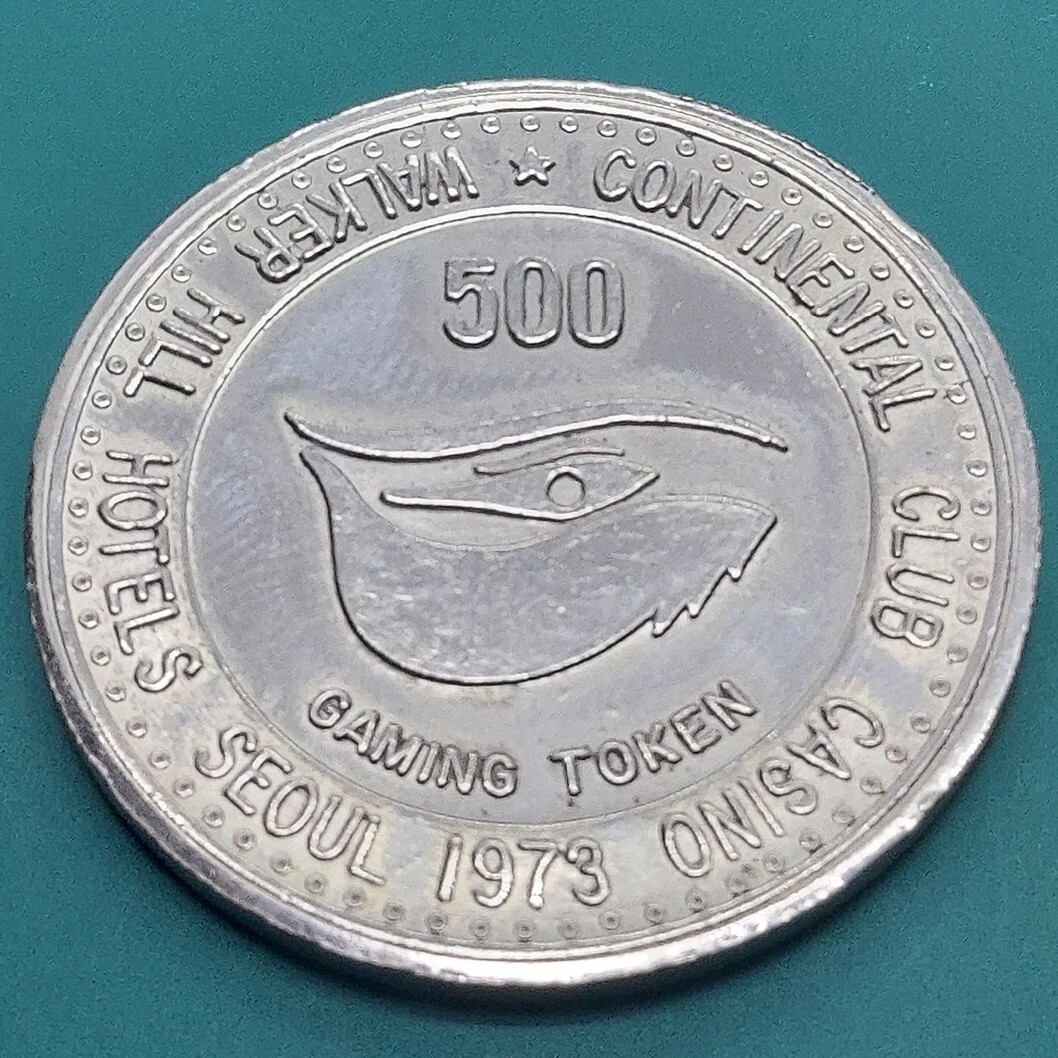 CONTINENTAL CLUB CASINO
WALKER HILL HOTELS SEOUL 1973
500
GAMING TOKEN